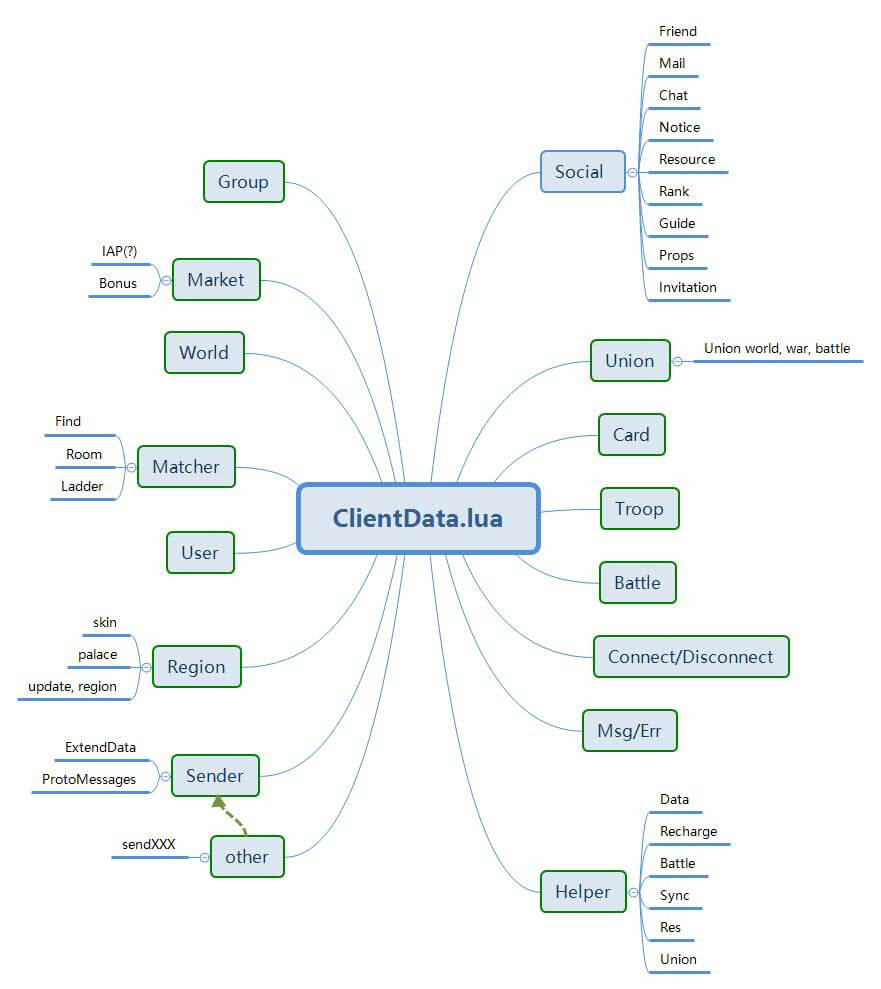 ClientData.lua
Social
Friend
Mail
Chat
Notice
Resource
Rank
Guide
Props
Invitation
Union
Union world, war, battle
Card
Troop
Battle
Connect/Disconnect
Msg/Err
Helper
Data
Recharge
Battle
Sync
Res
Union
Group
Market
IAP(?)
Bonus
World
Matcher
Find
Room
Ladder
User
Region
skin
palace
update, region
Sender
ExtendData
ProtoMessages
other
sendXXX